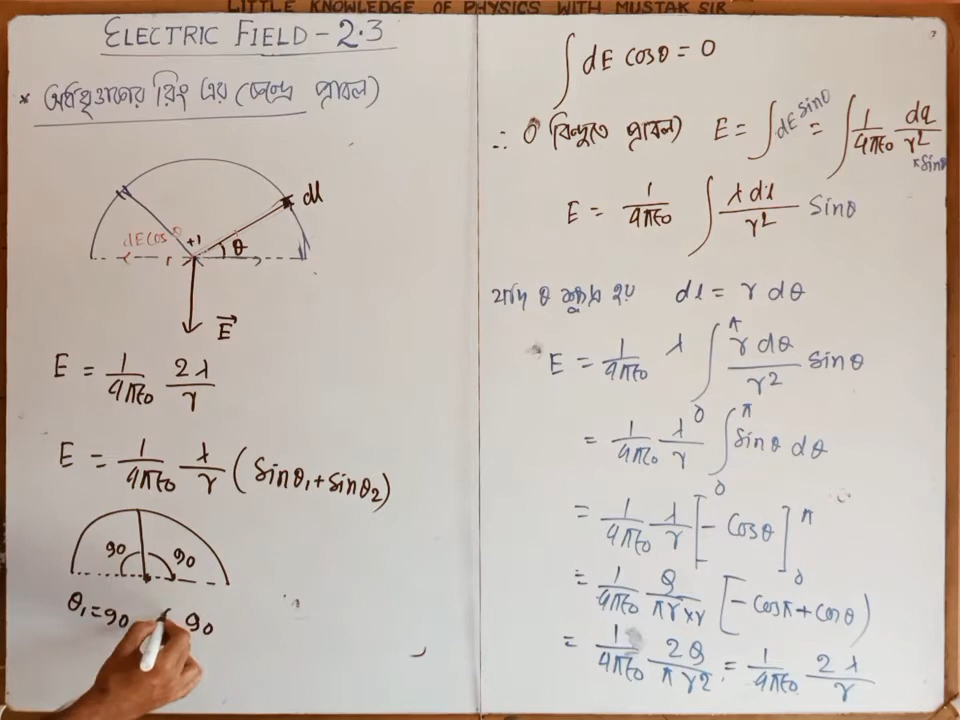 LITTLE KNOWLEDGE OF PHYSICS WITH MUSTAK SIR
ELECTRIC FIELD - 2.3
* অর্ধবৃত্তাকার রিং এর কেন্দ্রে প্রাবল্য
dl
dE cosθ
+1
θ
E⃗
E = 1/4πε₀ 2λ/r
E = 1/4πε₀ λ/r (sinθ₁ + sinθ₂)
90 90
θ₁ = 90 90
∫ dE cosθ = 0
∴ O বিন্দুতে প্রাবল্য E = ∫ dE sinθ = ∫ 1/4πε₀ dq/r² × sinθ
E = 1/4πε₀ ∫ λ dl/r² sinθ
যদি θ ক্ষুদ্র হয় dl = r dθ
E = 1/4πε₀ λ ∫₀^π r dθ/r² sinθ
= 1/4πε₀ λ/r ∫₀^π sinθ dθ
= 1/4πε₀ λ/r [- cosθ]₀^π
= 1/4πε₀ Q/πr×r [- cosπ + cosθ)
= 1/4πε₀ 2Q/πr2 = 1/4πε₀ 2λ/r